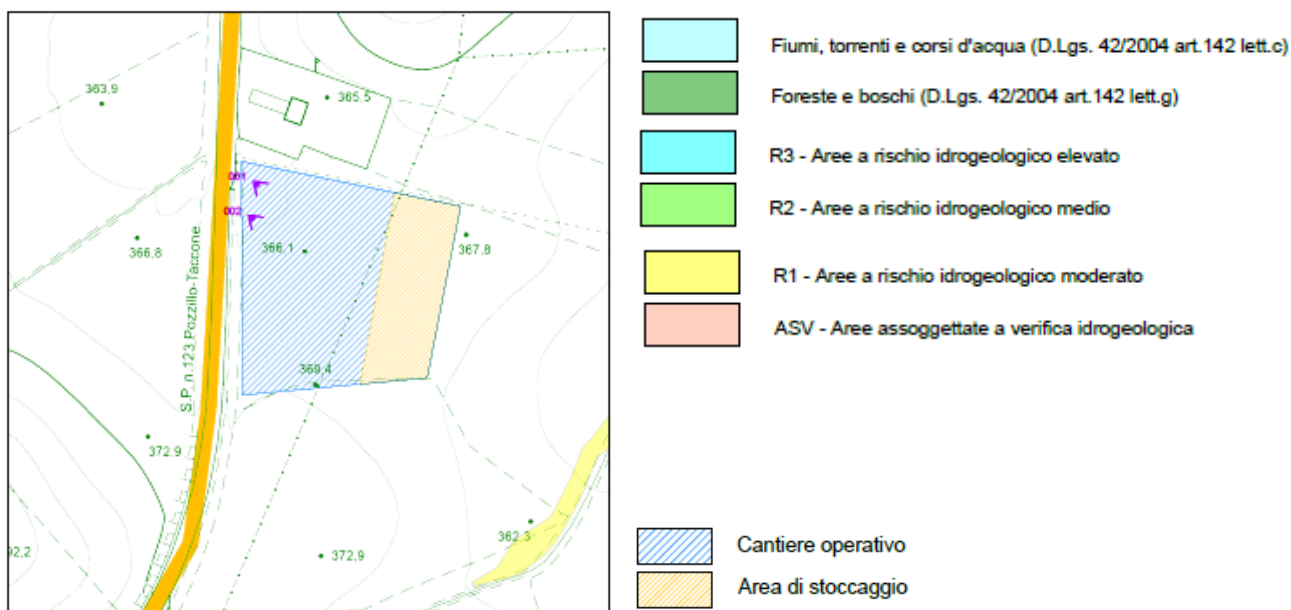 363,9
365.5
001
002
366,8
366.1
367,8
S.P. n.123 Pozzillo-Taccone
369,4
372,9
362.3
92,2
372,9
Fiumi, torrenti e corsi d'acqua (D.Lgs. 42/2004 art.142 lett.c)
Foreste e boschi (D.Lgs. 42/2004 art.142 lett.g)
R3 - Aree a rischio idrogeologico elevato
R2 - Aree a rischio idrogeologico medio
R1 - Aree a rischio idrogeologico moderato
ASV - Aree assoggettate a verifica idrogeologica
Cantiere operativo
Area di stoccaggio